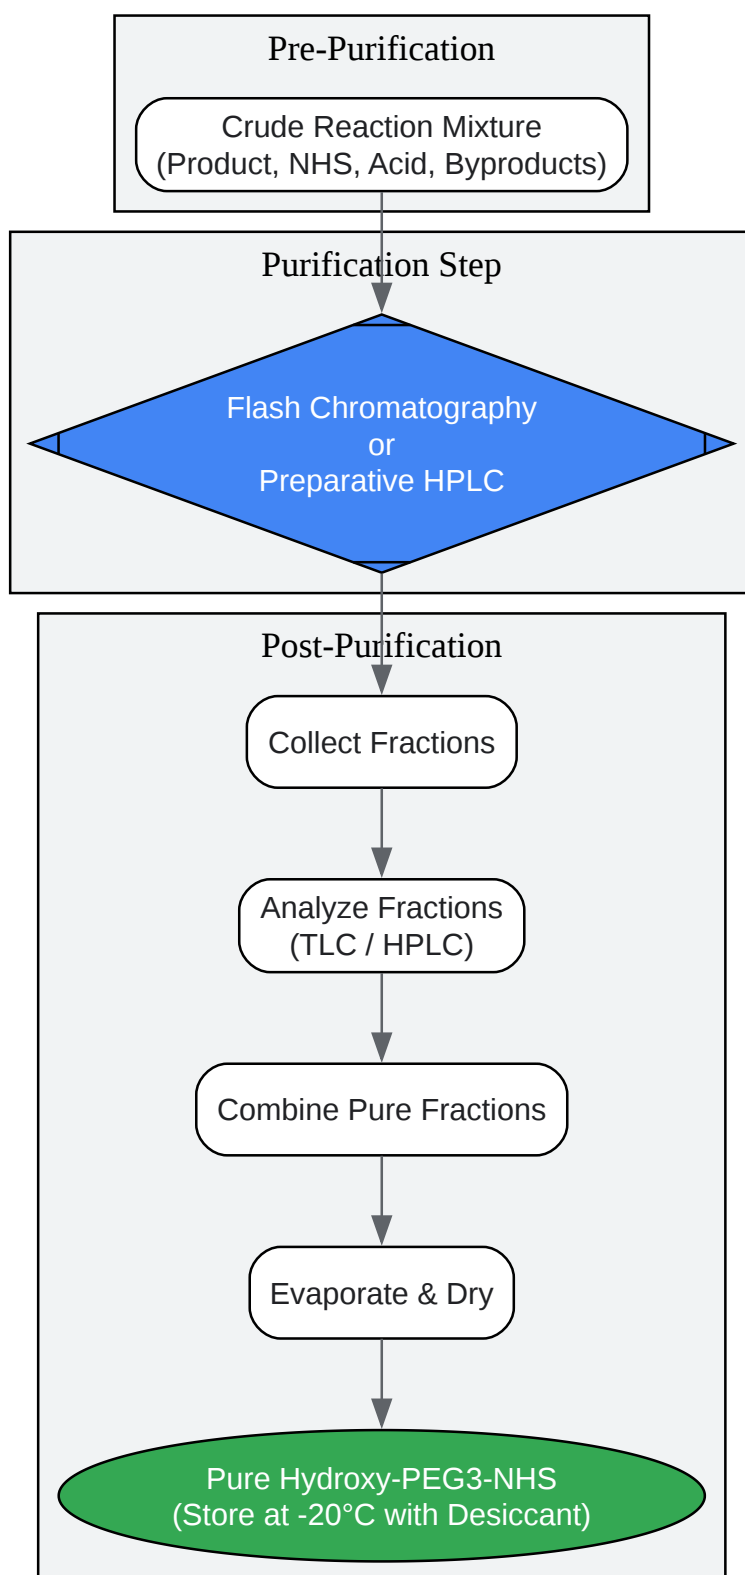 Pre-Purification
Crude Reaction Mixture
(Product, NHS, Acid, Byproducts)
Purification Step
Flash Chromatography
or
Preparative HPLC
Post-Purification
Collect Fractions
Analyze Fractions
(TLC / HPLC)
Combine Pure Fractions
Evaporate & Dry
Pure Hydroxy-PEG3-NHS
(Store at -20°C with Desiccant)